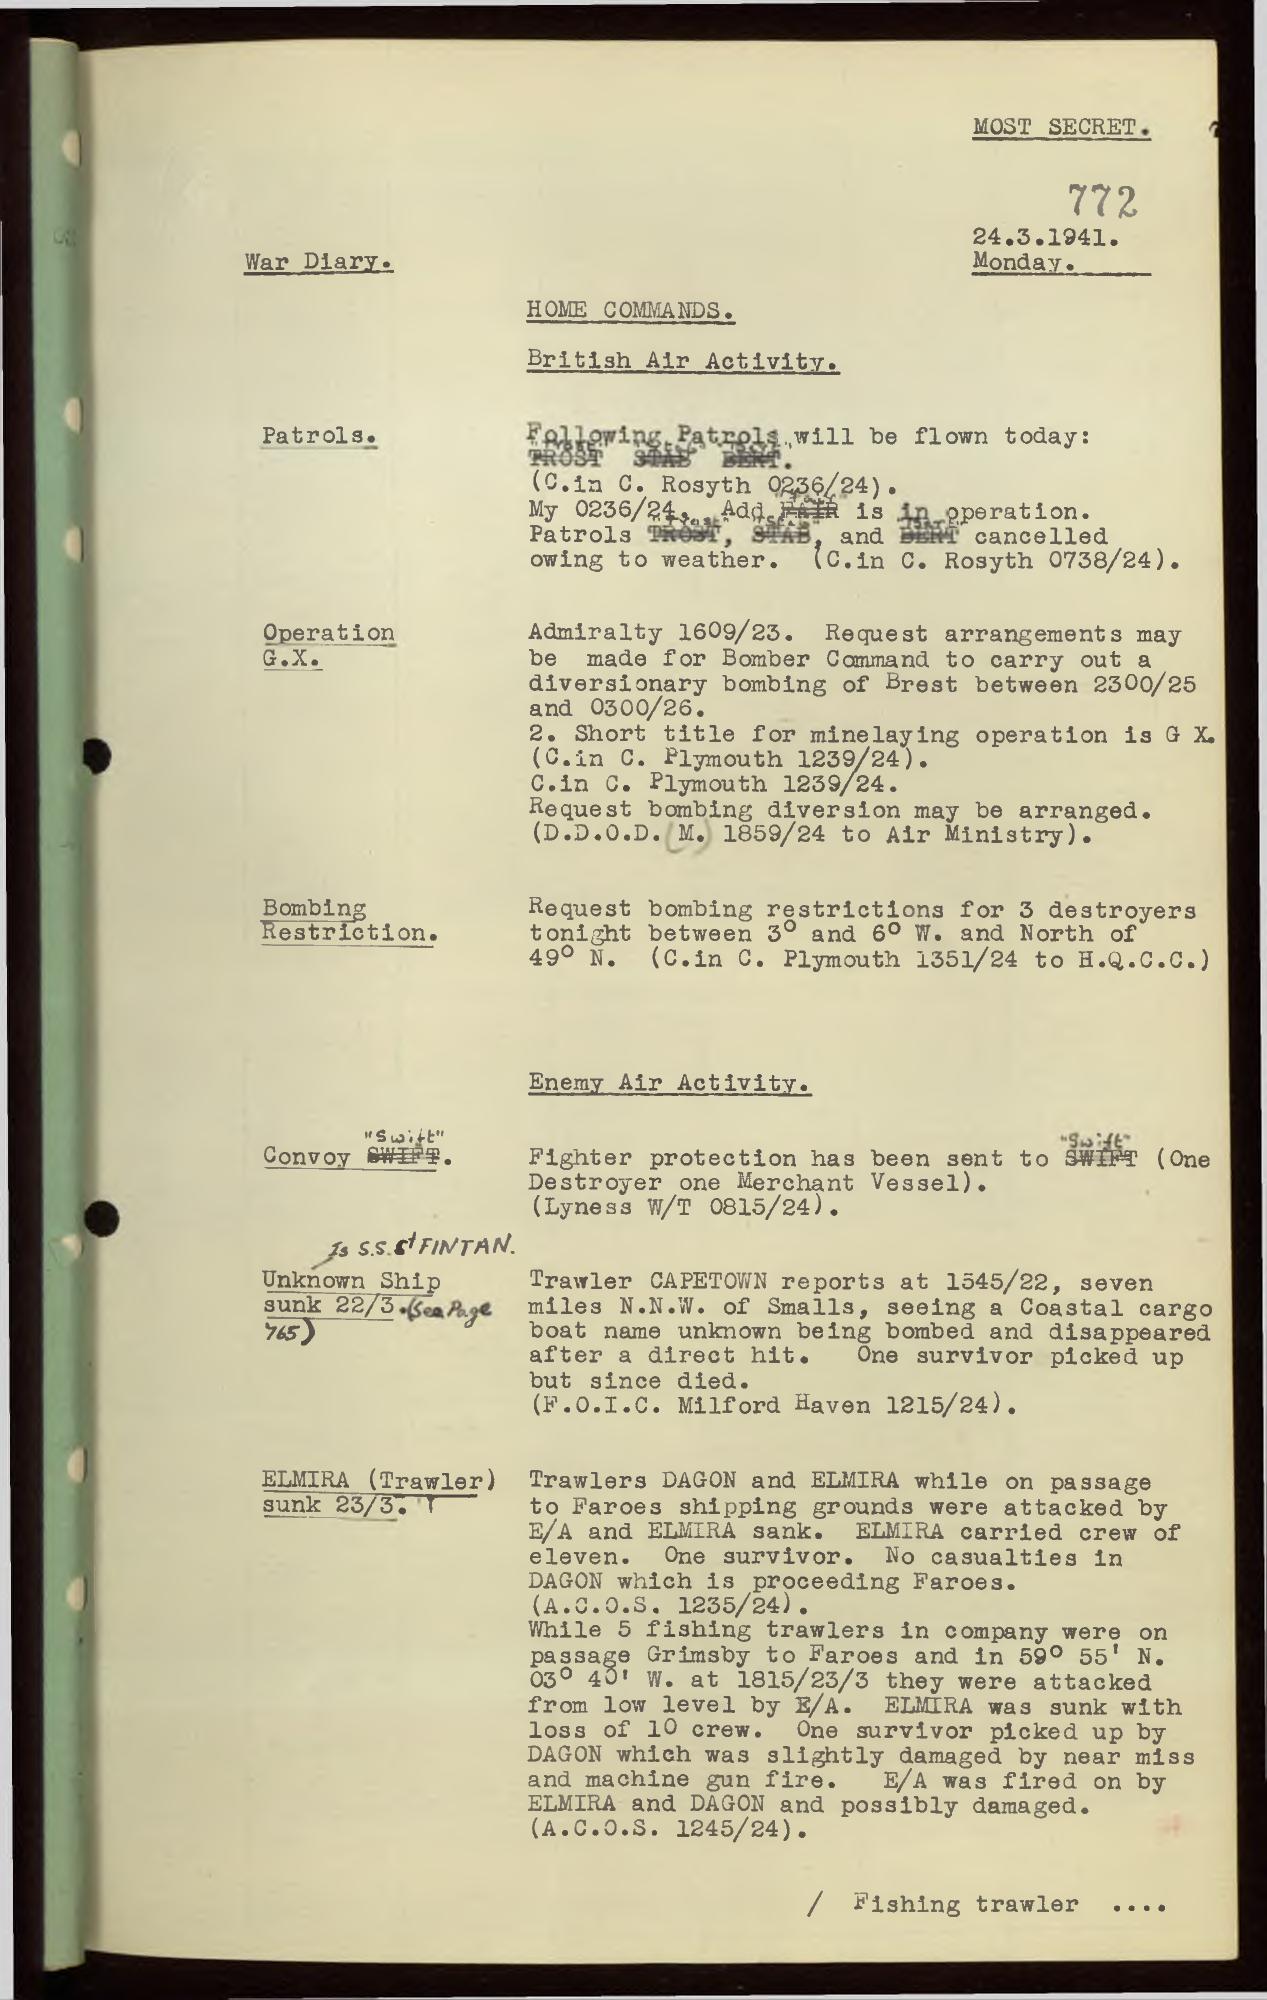 MOST SECRET.
772
24.3.1941.
War Diary.
Monday.
HOME COMMANDS.
British Air Activity.
Patrols.
Following Patrols will be flown today:
"Trost" "Stab" "Bert"
TROST STAB BERT.
(C.in C. Rosyth 0236/24).
"Fair"
My 0236/24. Add FAIR is in operation.
"Trost" "Stab" "Bert"
Patrols TROST, STAB, and BERT cancelled
owing to weather. (C.in C. Rosyth 0738/24).
Operation
G.X.
Admiralty 1609/23. Request arrangements may
be made for Bomber Command to carry out a
diversionary bombing of Brest between 2300/25
and 0300/26.
2. Short title for minelaying operation is G X.
(C.in C. Plymouth 1239/24).
C.in C. Plymouth 1239/24.
Request bombing diversion may be arranged.
(D.D.O.D.(M.) 1859/24 to Air Ministry).
Bombing
Restriction.
Request bombing restrictions for 3 destroyers
tonight between 3° and 6° W. and North of
49° N. (C.in C. Plymouth 1351/24 to H.Q.C.C.)
Enemy Air Activity.
"Swift"
Convoy SWIFT.
"Swift"
Fighter protection has been sent to SWIFT (One
Destroyer one Merchant Vessel).
(Lyness W/T 0815/24).
Is S.S. St FINTAN.
Unknown Ship
sunk 22/3.(See Page
765)
Trawler CAPETOWN reports at 1545/22, seven
miles N.N.W. of Smalls, seeing a Coastal cargo
boat name unknown being bombed and disappeared
after a direct hit. One survivor picked up
but since died.
(F.O.I.C. Milford Haven 1215/24).
ELMIRA (Trawler)
sunk 23/3.
Trawlers DAGON and ELMIRA while on passage
to Faroes shipping grounds were attacked by
E/A and ELMIRA sank. ELMIRA carried crew of
eleven. One survivor. No casualties in
DAGON which is proceeding Faroes.
(A.C.O.S. 1235/24).
While 5 fishing trawlers in company were on
passage Grimsby to Faroes and in 59° 55' N.
03° 40' W. at 1815/23/3 they were attacked
from low level by E/A. ELMIRA was sunk with
loss of 10 crew. One survivor picked up by
DAGON which was slightly damaged by near miss
and machine gun fire. E/A was fired on by
ELMIRA and DAGON and possibly damaged.
(A.C.O.S. 1245/24).
/ Fishing trawler ....